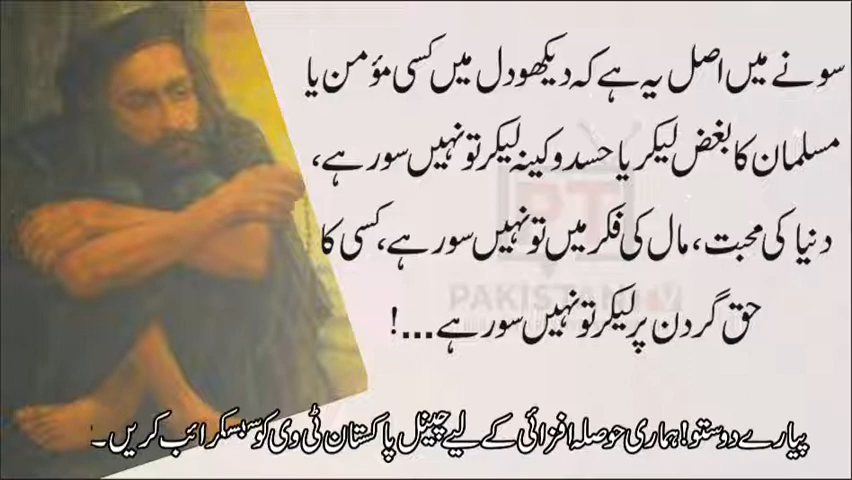 سونے میں اصل یہ ہے کہ دیکھو دل میں کسی مؤمن یا
مسلمان کا بغض لیکر یا حسد و کینہ لیکر تو نہیں سو رہے،
دنیا کی محبت، مال کی فکر میں تو نہیں سو رہے، کسی کا
حق گردن پر لیکر تو نہیں سو رہے...!
PT
PAKISTAN TV
پیارے دوستو! ہماری حوصلہ افزائی کے لیے چینل پاکستان ٹی وی کو سبسکرائب کریں۔